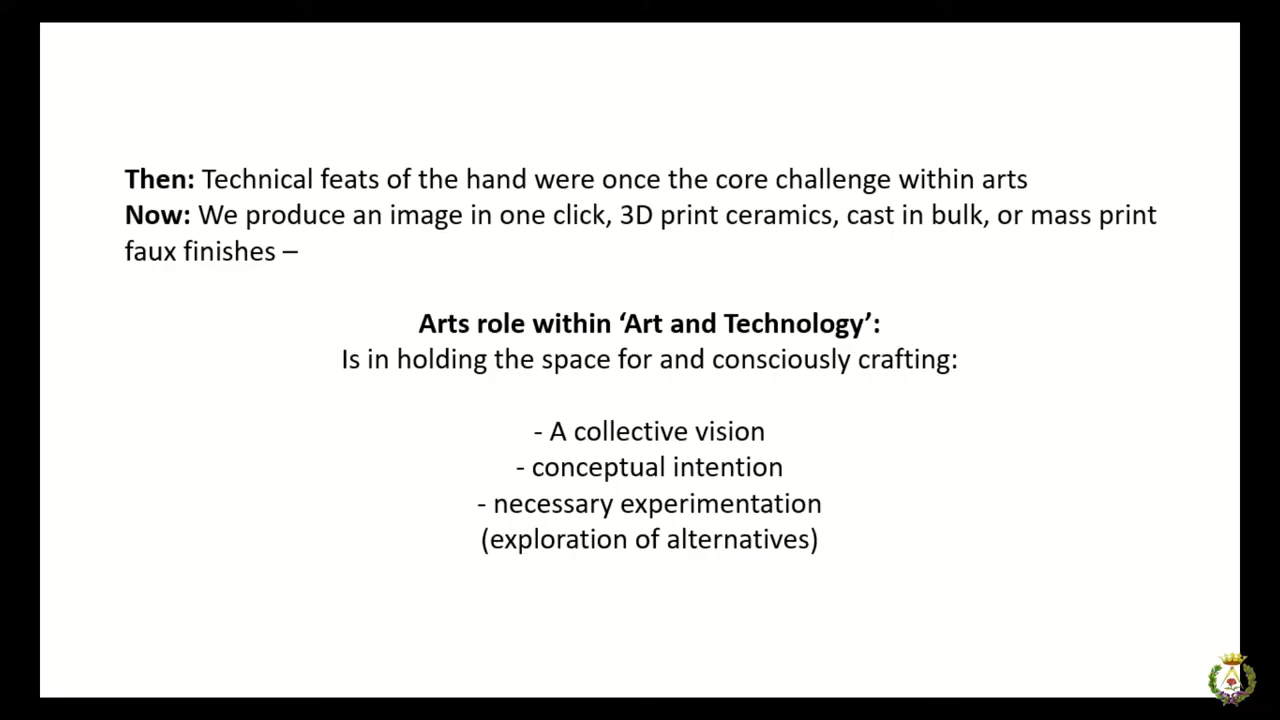 Then: Technical feats of the hand were once the core challenge within arts
Now: We produce an image in one click, 3D print ceramics, cast in bulk, or mass print
faux finishes –
Arts role within ‘Art and Technology’:
Is in holding the space for and consciously crafting:
- A collective vision
- conceptual intention
- necessary experimentation
(exploration of alternatives)